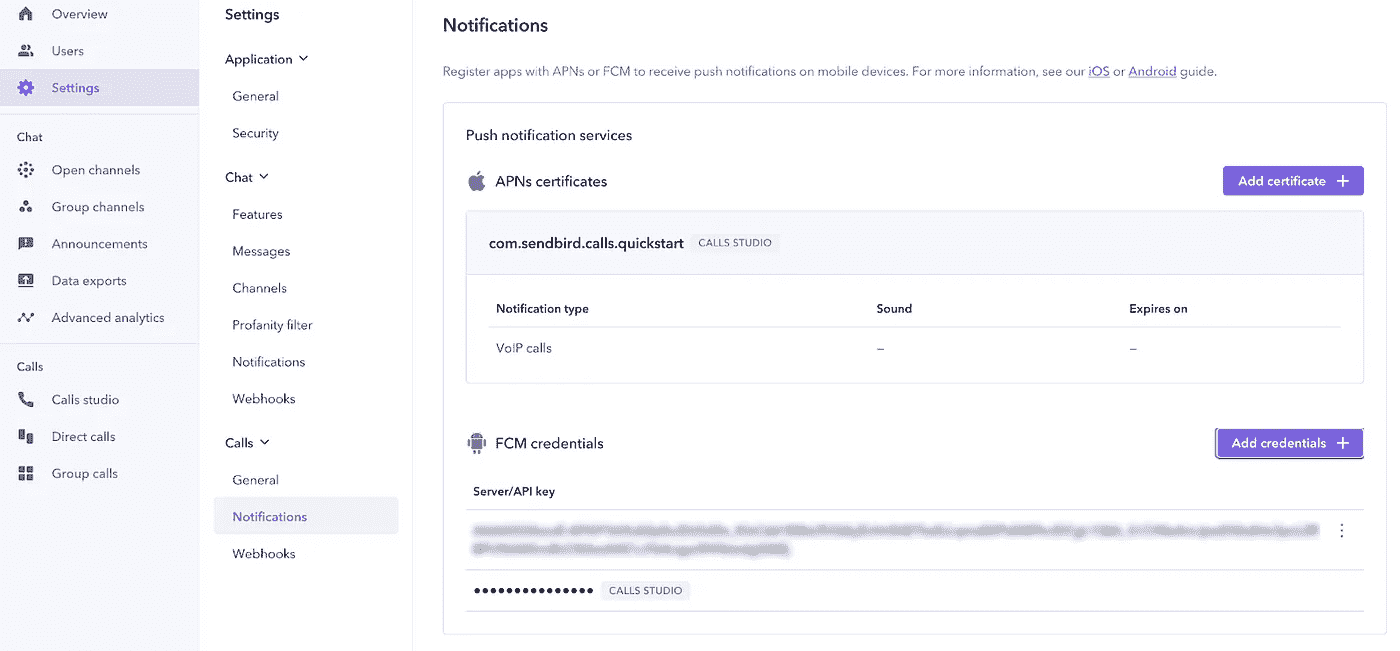 Overview
Users
Settings
Chat
Open channels
Group channels
Announcements
Data exports
Advanced analytics
Calls
Calls studio
Direct calls
Group calls
Settings
Application
General
Security
Chat
Features
Messages
Channels
Profanity filter
Notifications
Webhooks
Calls
General
Notifications
Webhooks
Notifications
Register apps with APNs or FCM to receive push notifications on mobile devices. For more information, see our iOS or Android guide.
Push notification services
APNs certificates
Add certificate +
com.sendbird.calls.quickstart CALLS STUDIO
Notification type Sound Expires on
VoIP calls – –
FCM credentials
Add credentials +
Server/API key
••••••••••••••• CALLS STUDIO